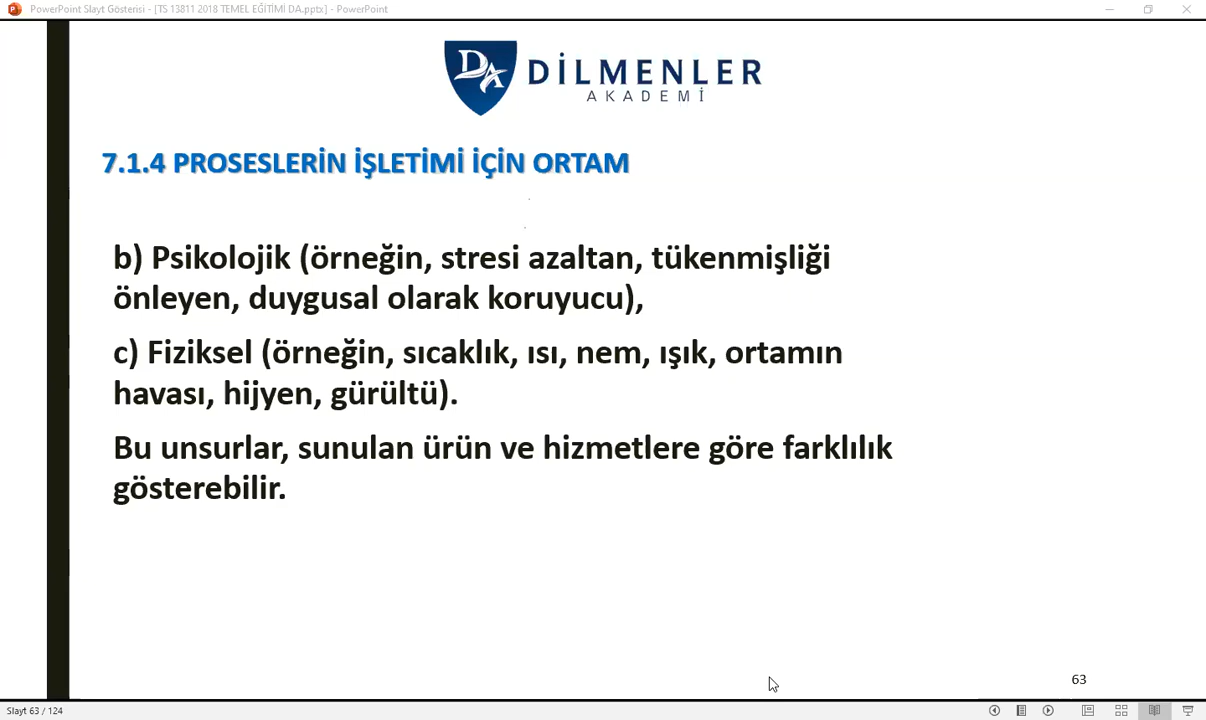 PowerPoint Slayt Gösterisi - [TS 13811 2018 TEMEL EĞİTİMİ DA.pptx] - PowerPoint
DA
DİLMENLER
AKADEMİ
7.1.4 PROSESLERİN İŞLETİMİ İÇİN ORTAM
b) Psikolojik (örneğin, stresi azaltan, tükenmişliği
önleyen, duygusal olarak koruyucu),
c) Fiziksel (örneğin, sıcaklık, ısı, nem, ışık, ortamın
havası, hijyen, gürültü).
Bu unsurlar, sunulan ürün ve hizmetlere göre farklılık
gösterebilir.
63
Slayt 63 / 124